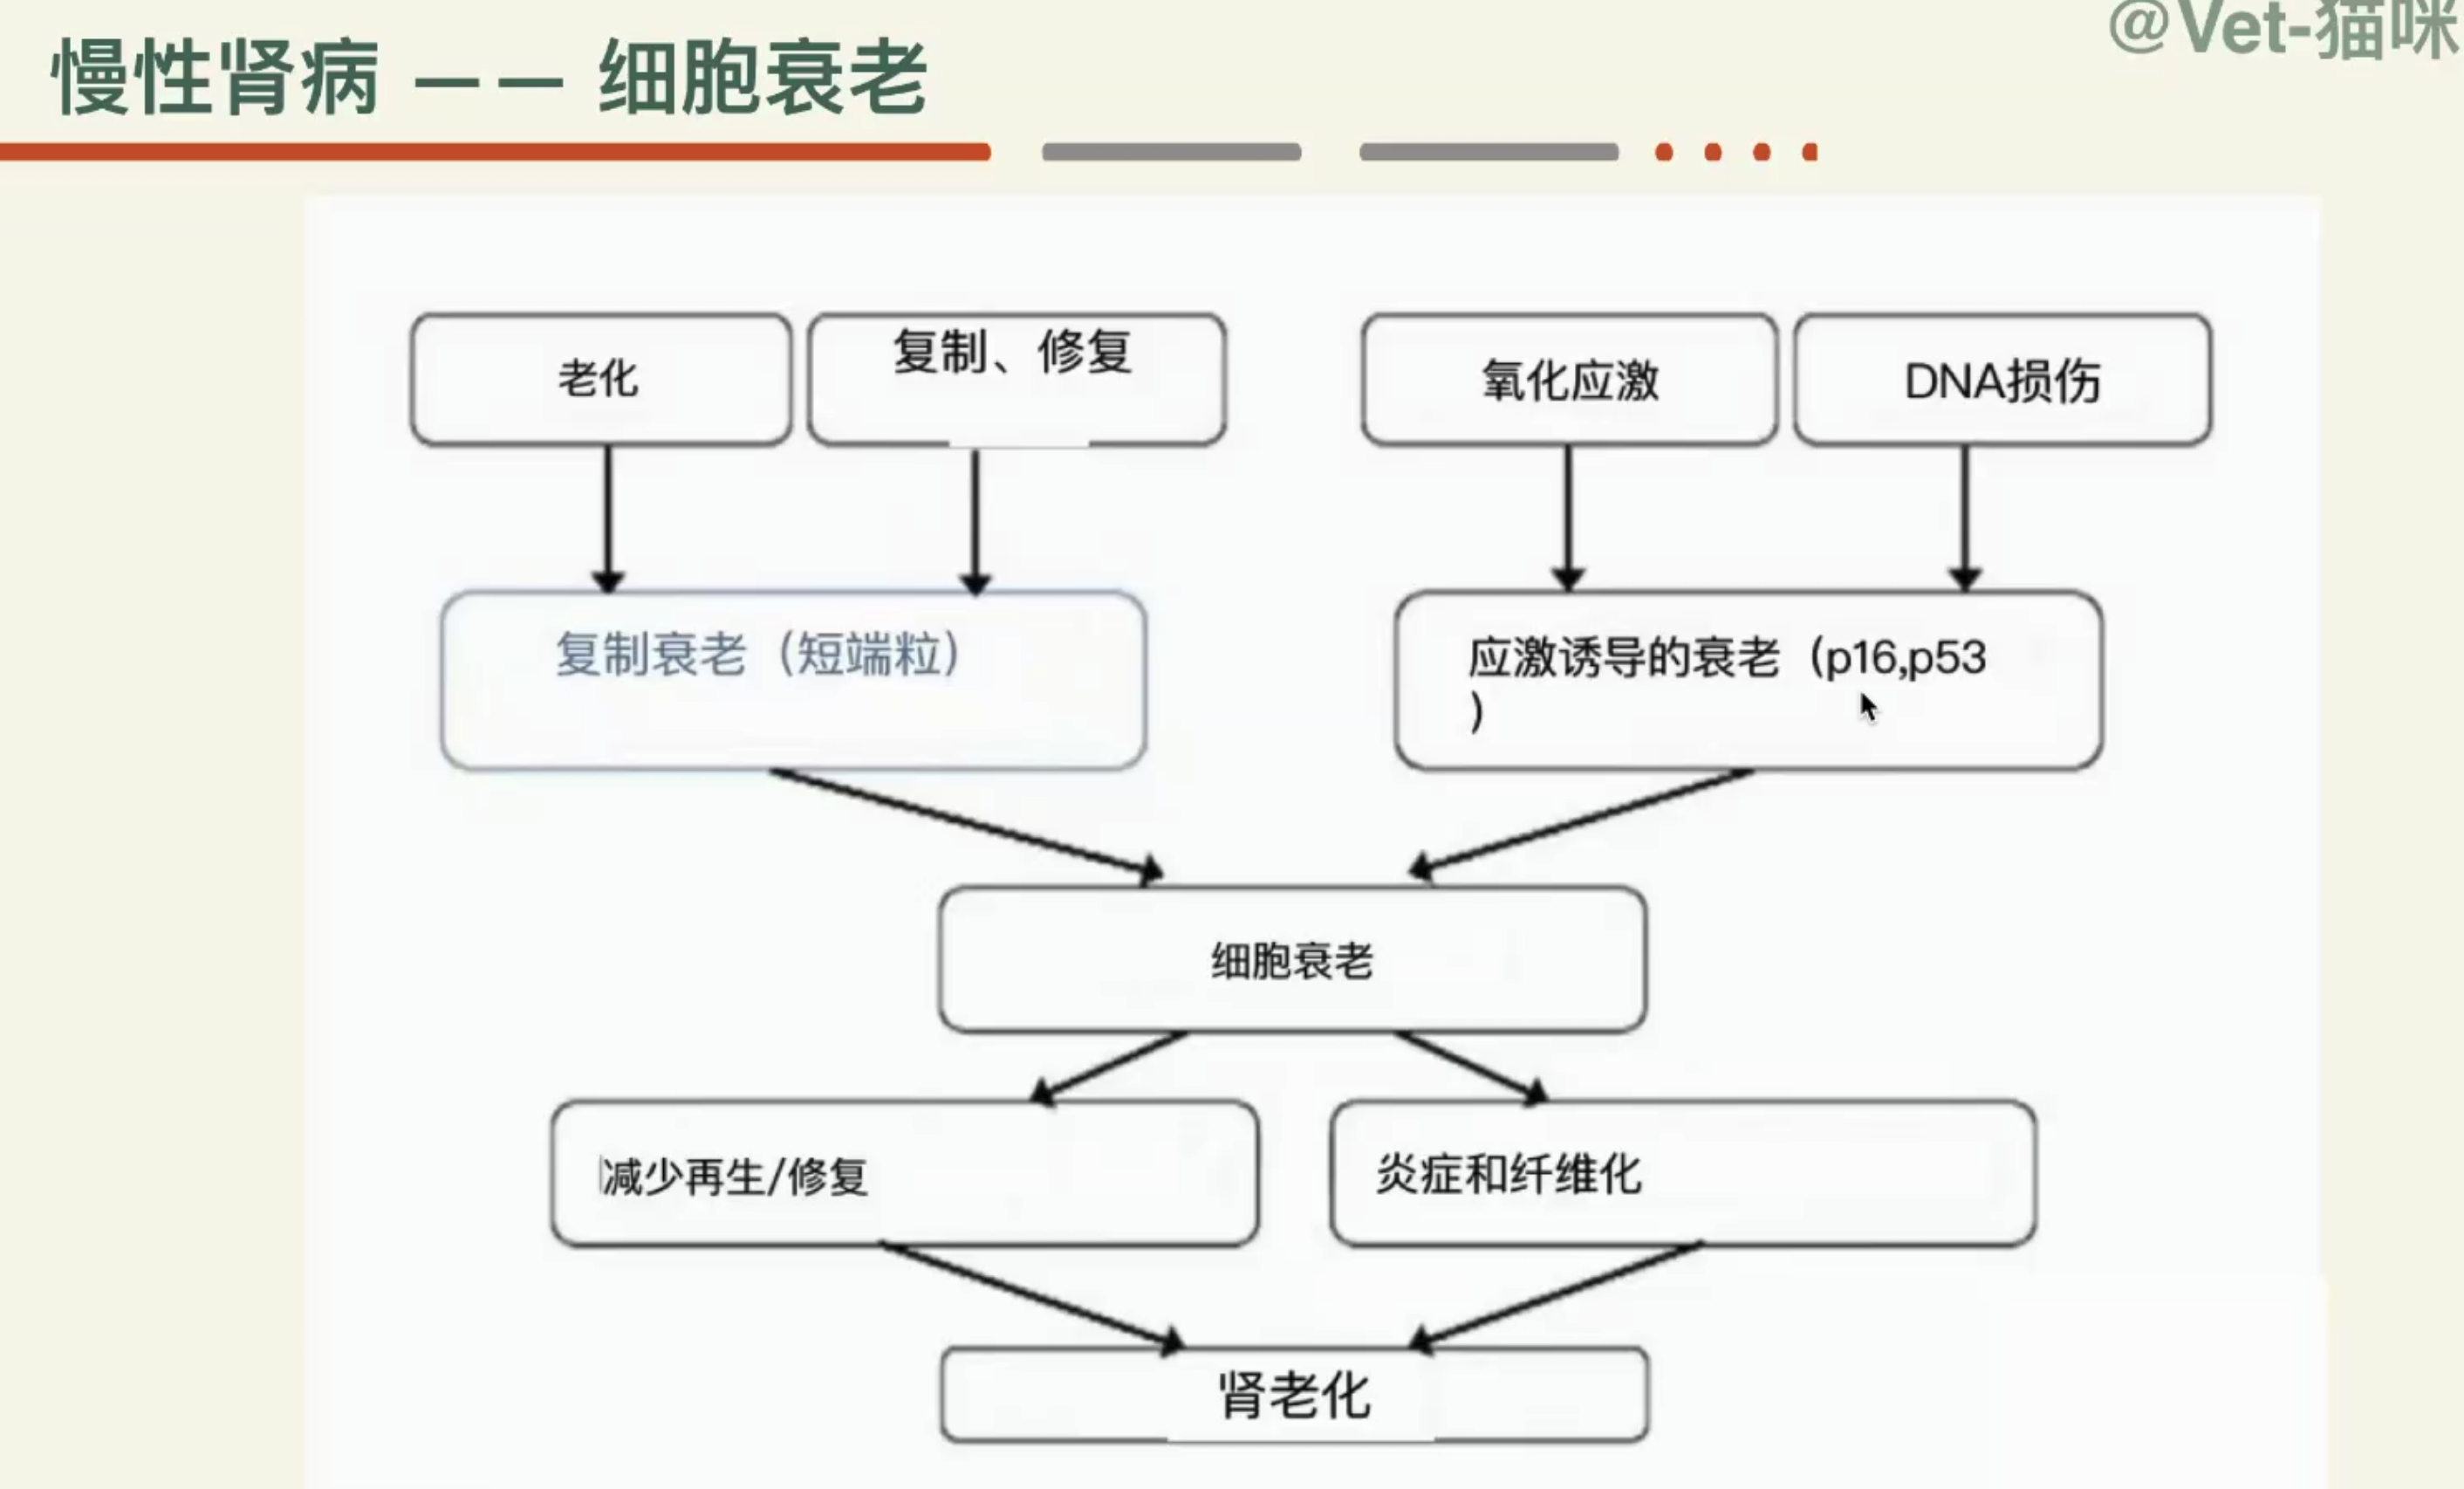 @Vet-猫咪
慢性肾病 —— 细胞衰老
老化
复制、修复
氧化应激
DNA损伤
复制衰老（短端粒）
应激诱导的衰老（p16,p53
）
细胞衰老
减少再生/修复
炎症和纤维化
肾老化